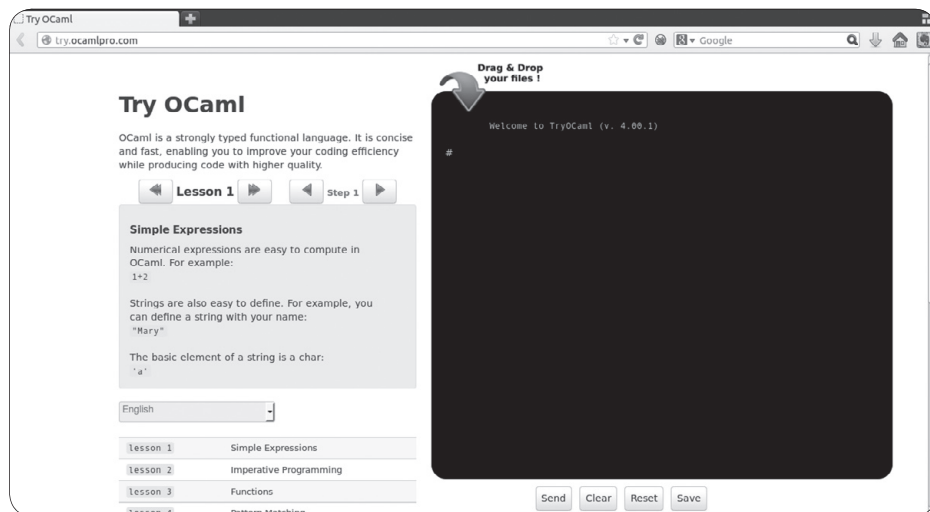 Try OCaml
try.ocamlpro.com
Google
Drag & Drop
your files !
Try OCaml
OCaml is a strongly typed functional language. It is concise
and fast, enabling you to improve your coding efficiency
while producing code with higher quality.
Lesson 1
Step 1
Simple Expressions
Numerical expressions are easy to compute in
OCaml. For example:
1+2
Strings are also easy to define. For example, you
can define a string with your name:
"Mary"
The basic element of a string is a char:
'a'
English
lesson 1 Simple Expressions
lesson 2 Imperative Programming
lesson 3 Functions
lesson 4 Pattern Matching
Welcome to TryOCaml (v. 4.00.1)
#
Send Clear Reset Save